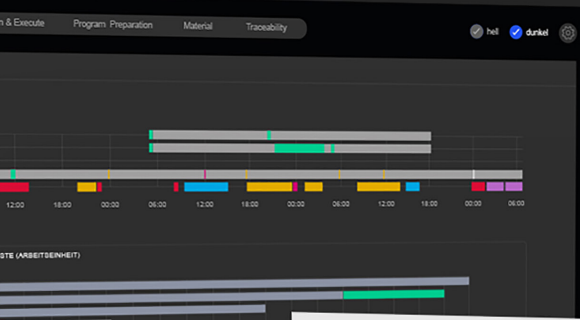 n & Execute Program Preparation Material Traceability
hell dunkel
12:00 18:00 00:00 06:00 12:00 18:00 00:00 06:00 12:00 18:00 00:00 06:00
STE (ARBEITSEINHEIT)